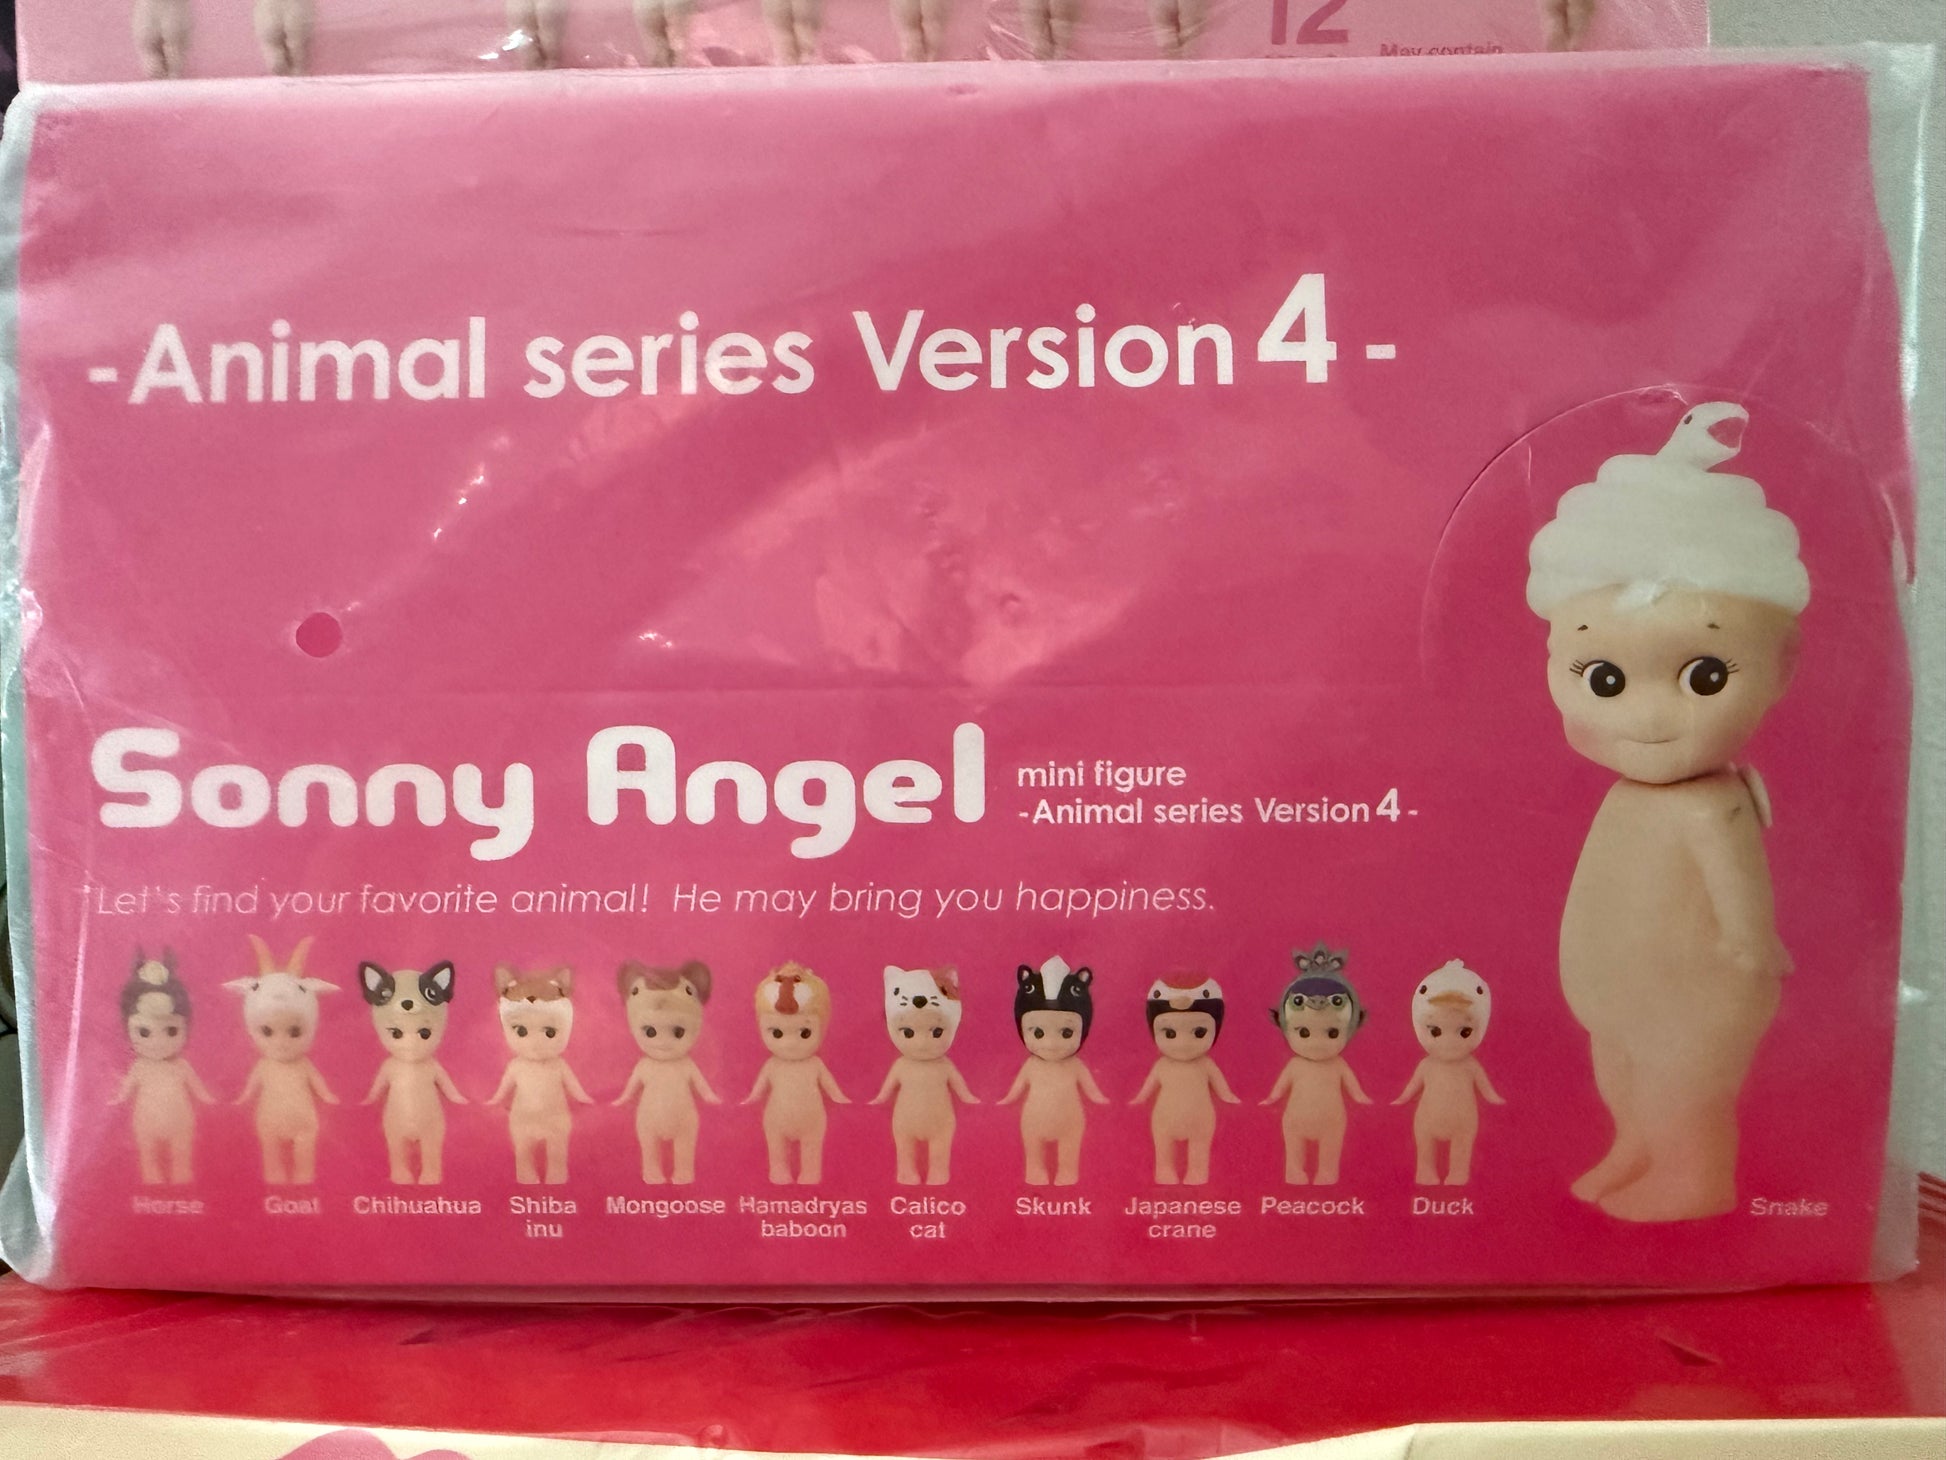 12
May contain
-Animal series Version 4-
Sonny Angel
mini figure
-Animal series Version 4-
Let's find your favorite animal! He may bring you happiness.
Horse Goat Chihuahua Shiba inu Mongoose Hamadryas baboon Calico cat Skunk Japanese crane Peacock Duck Snake